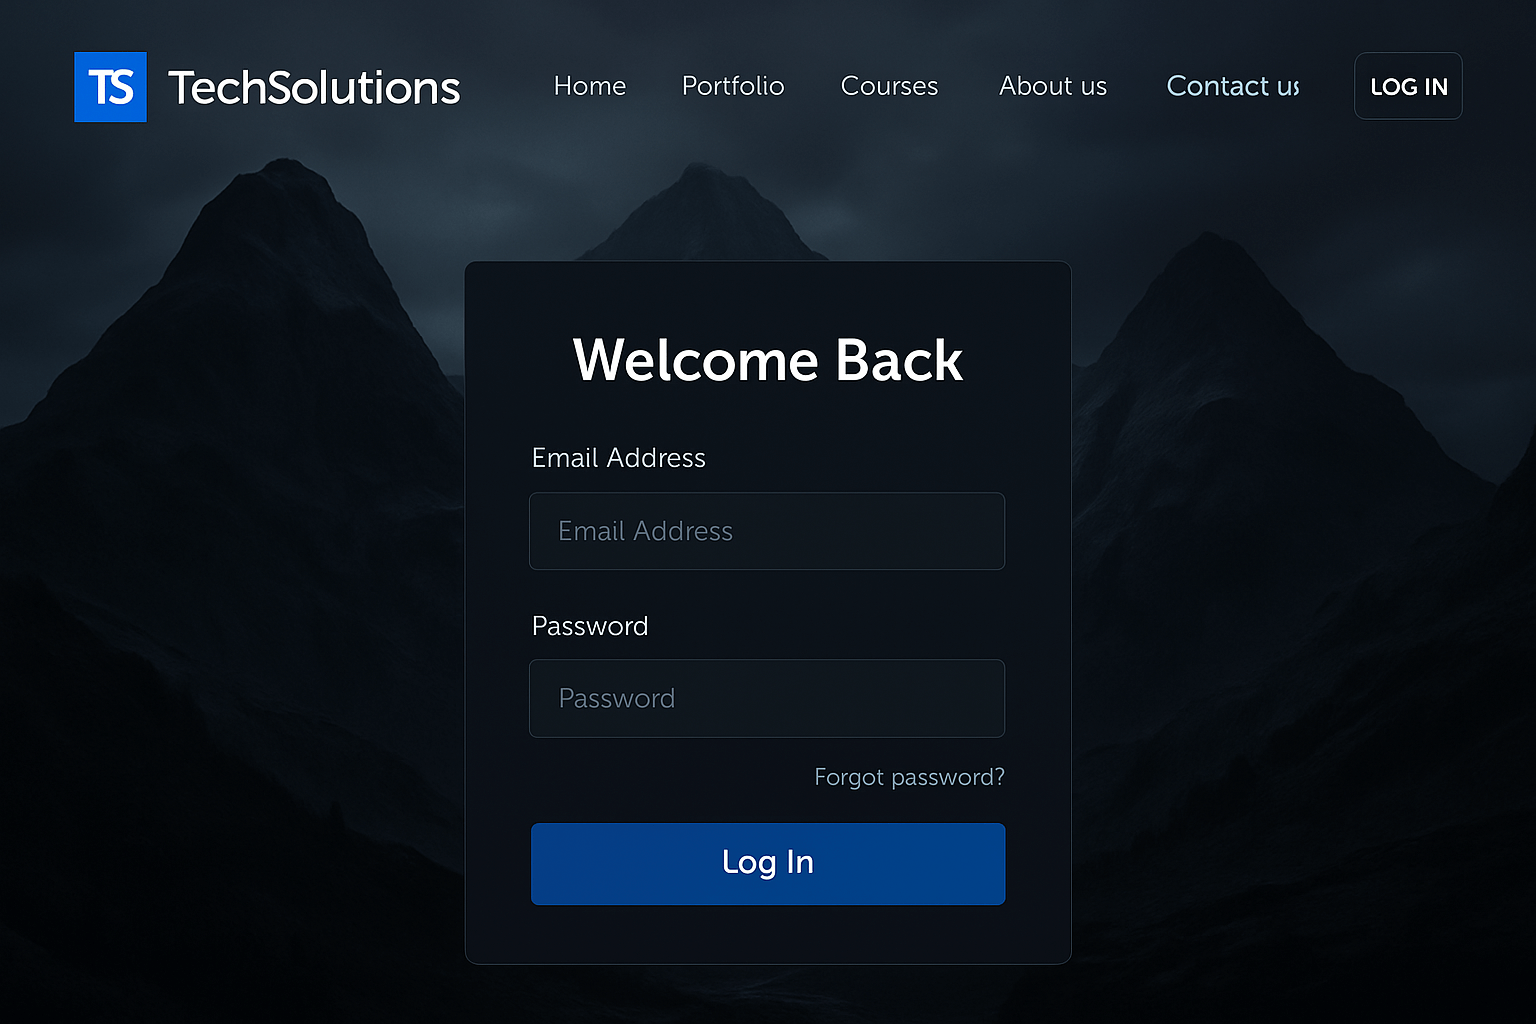 TS TechSolutions Home Portfolio Courses About us Contact us LOG IN
Welcome Back
Email Address
Email Address
Password
Password
Forgot password?
Log In